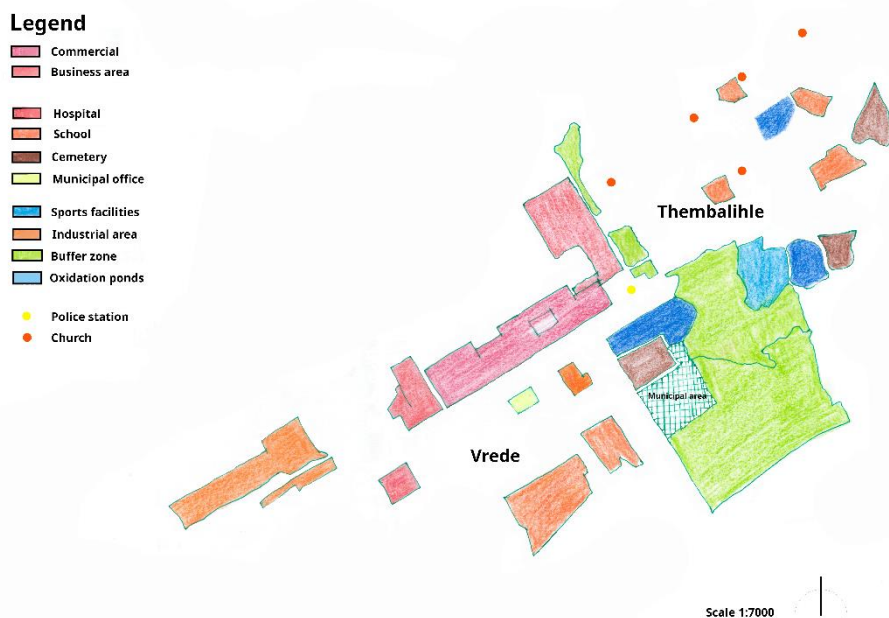 Legend
Commercial
Business area
Hospital
School
Cemetery
Municipal office
Sports facilities
Industrial area
Buffer zone
Oxidation ponds
Police station
Church
Thembalihle
Municipal area
Vrede
Scale 1:7000